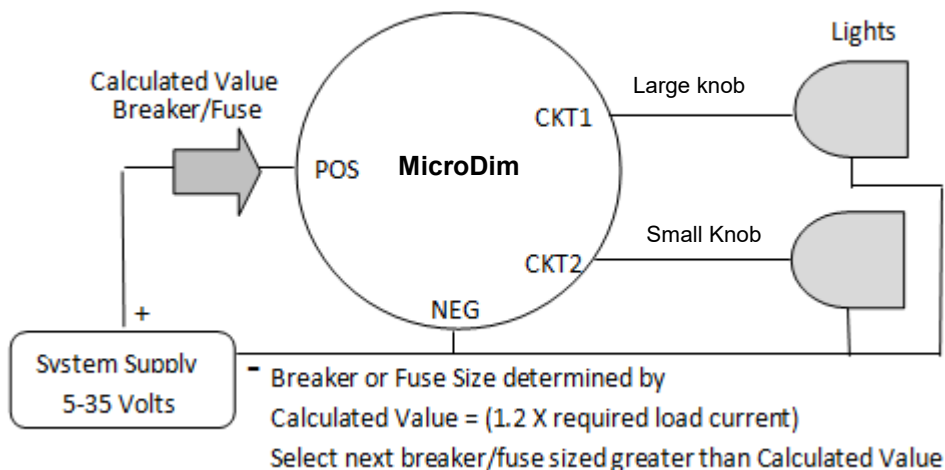 Lights
Calculated Value
Breaker/Fuse
Large knob
CKT1
POS
MicroDim
Small Knob
CKT2
NEG
+
System Supply
5-35 Volts
-
Breaker or Fuse Size determined by
Calculated Value = (1.2 X required load current)
Select next breaker/fuse sized greater than Calculated Value